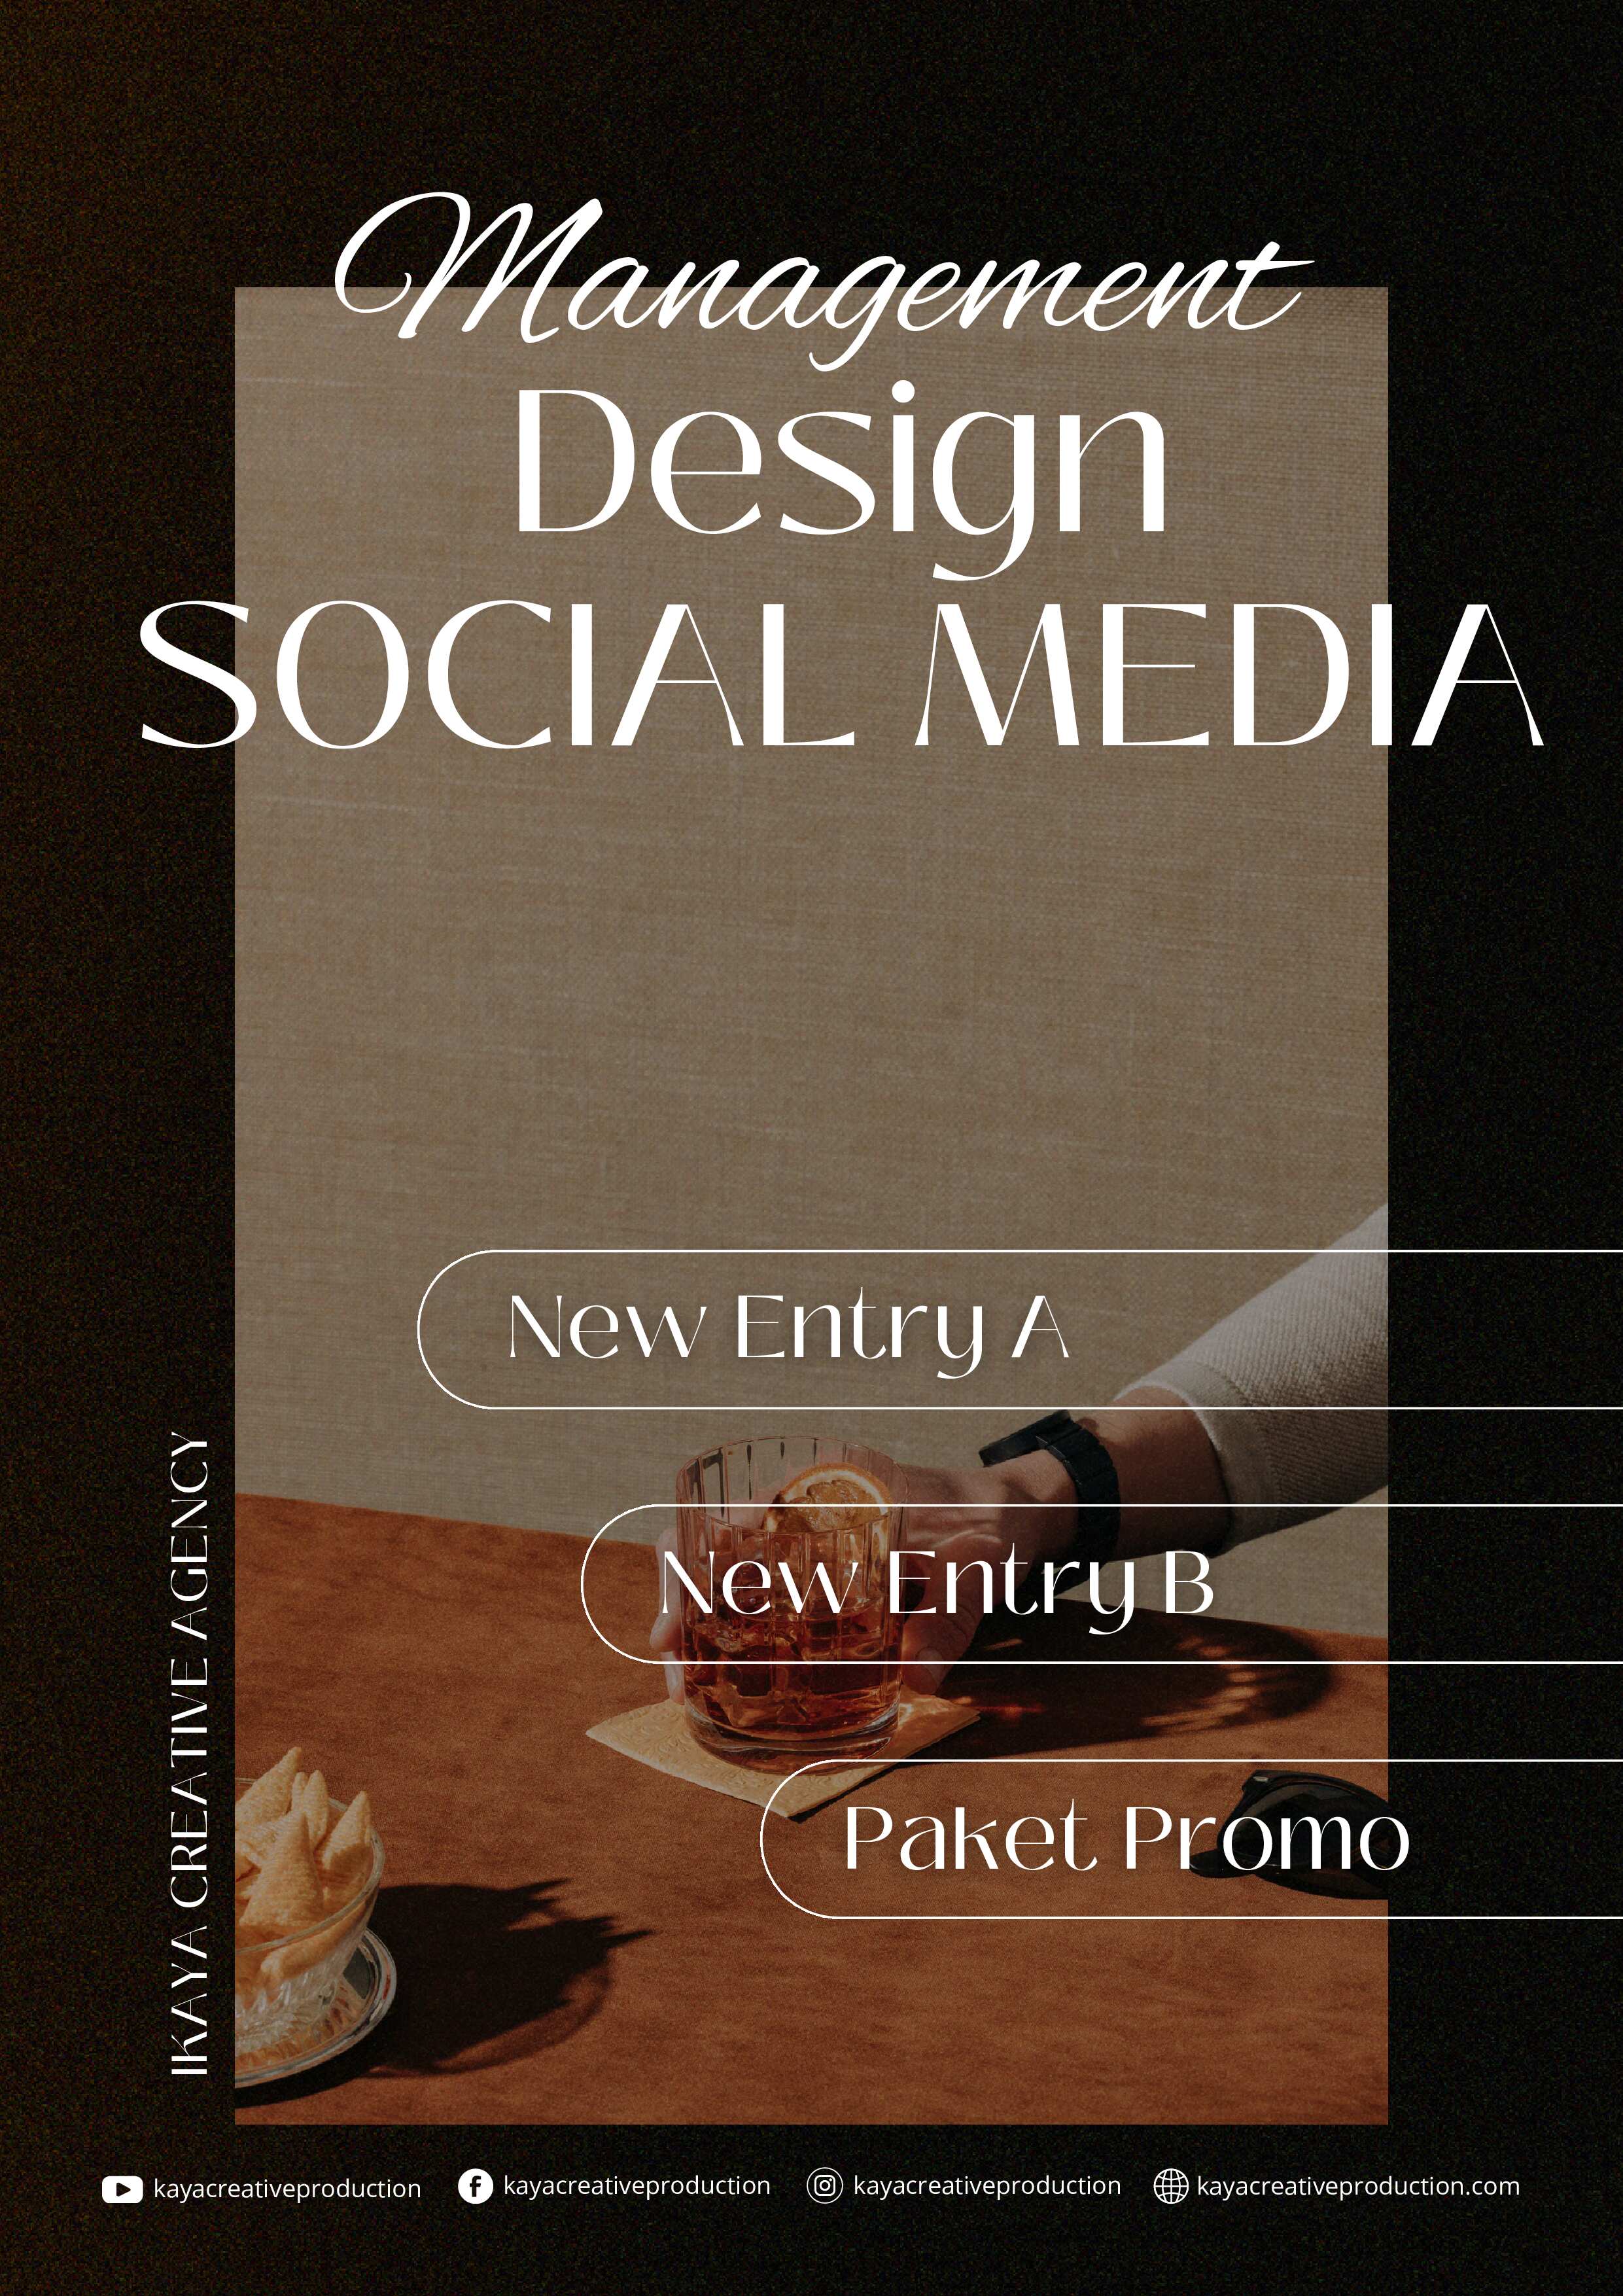 Management
Design
SOCIAL MEDIA
New Entry A
New Entry B
Paket Promo
IKAYA CREATIVE AGENCY
kayacreativeproduction
kayacreativeproduction
kayacreativeproduction
kayacreativeproduction.com